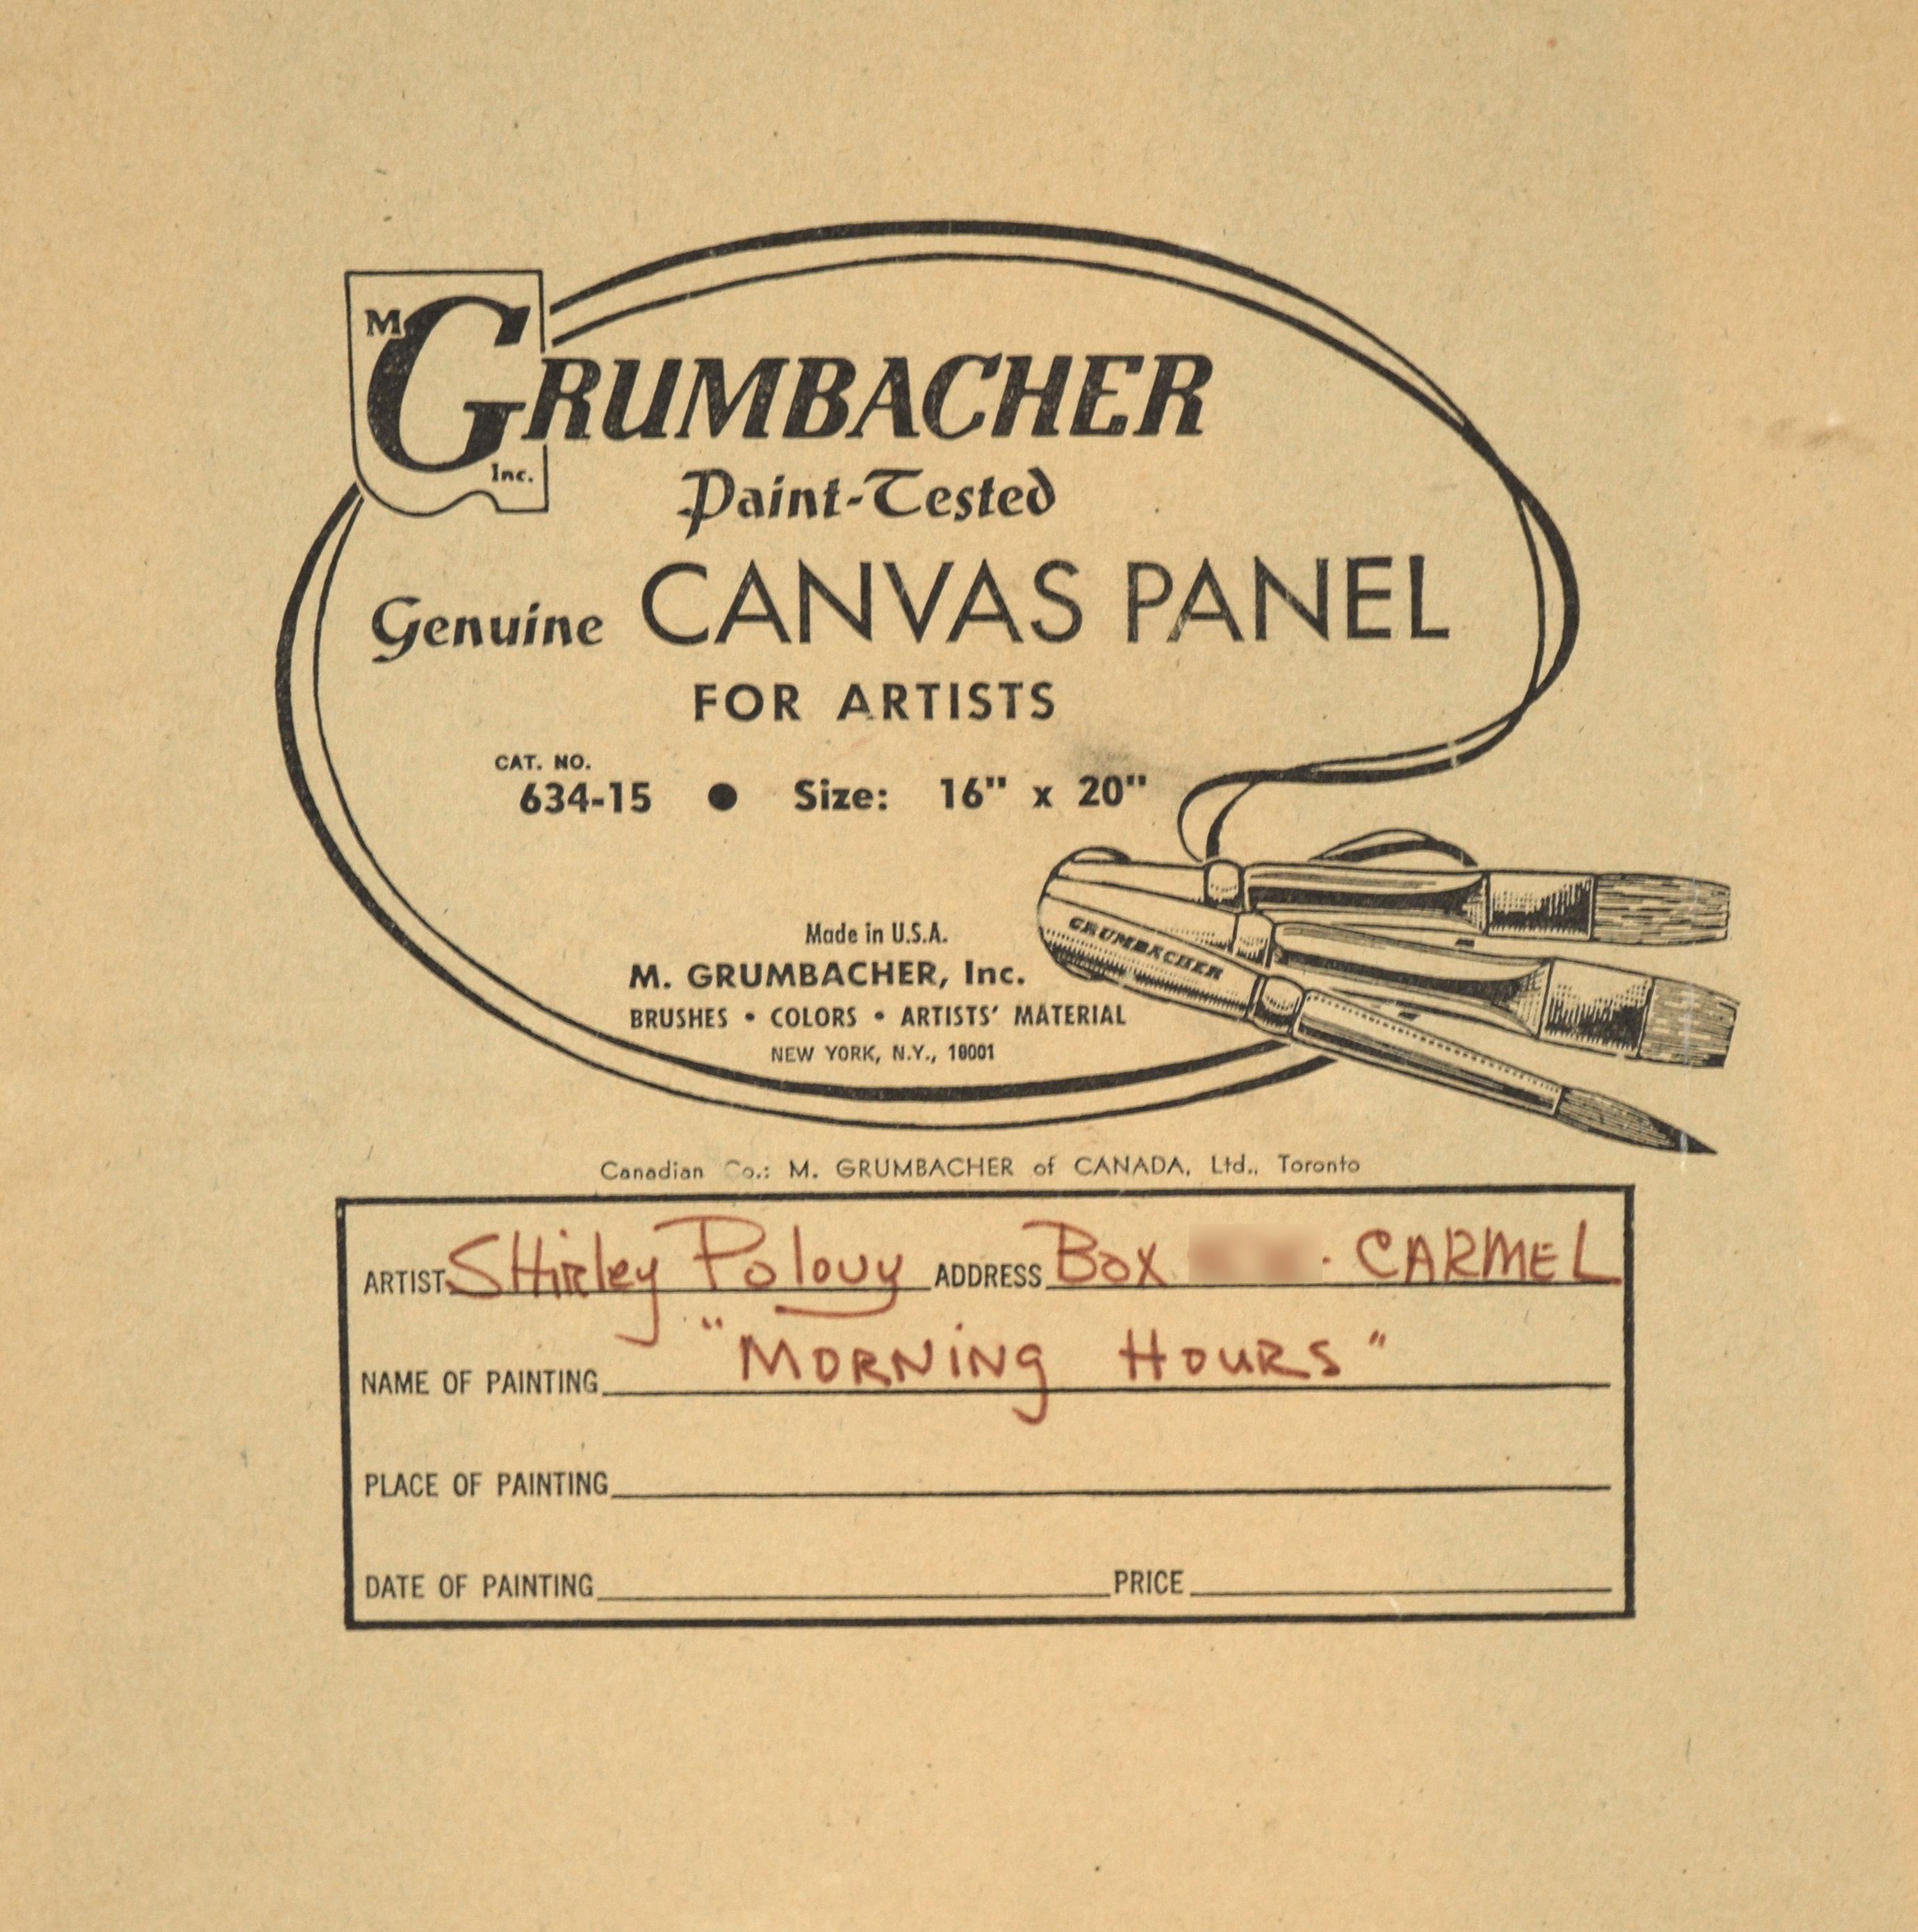 M GRUMBACHER Inc.
Paint-Tested
Genuine CANVAS PANEL
FOR ARTISTS
CAT. NO.
634-15 ● Size: 16" x 20"
Made in U.S.A.
M. GRUMBACHER, Inc.
BRUSHES • COLORS • ARTISTS' MATERIAL
NEW YORK, N.Y., 10001
GRUMBACHER
Canadian Co.: M. GRUMBACHER of CANADA, Ltd., Toronto
ARTIST SHirley Polovy ADDRESS Box . CARMEL
NAME OF PAINTING "MORNiNg HOURS"
PLACE OF PAINTING
DATE OF PAINTING PRICE